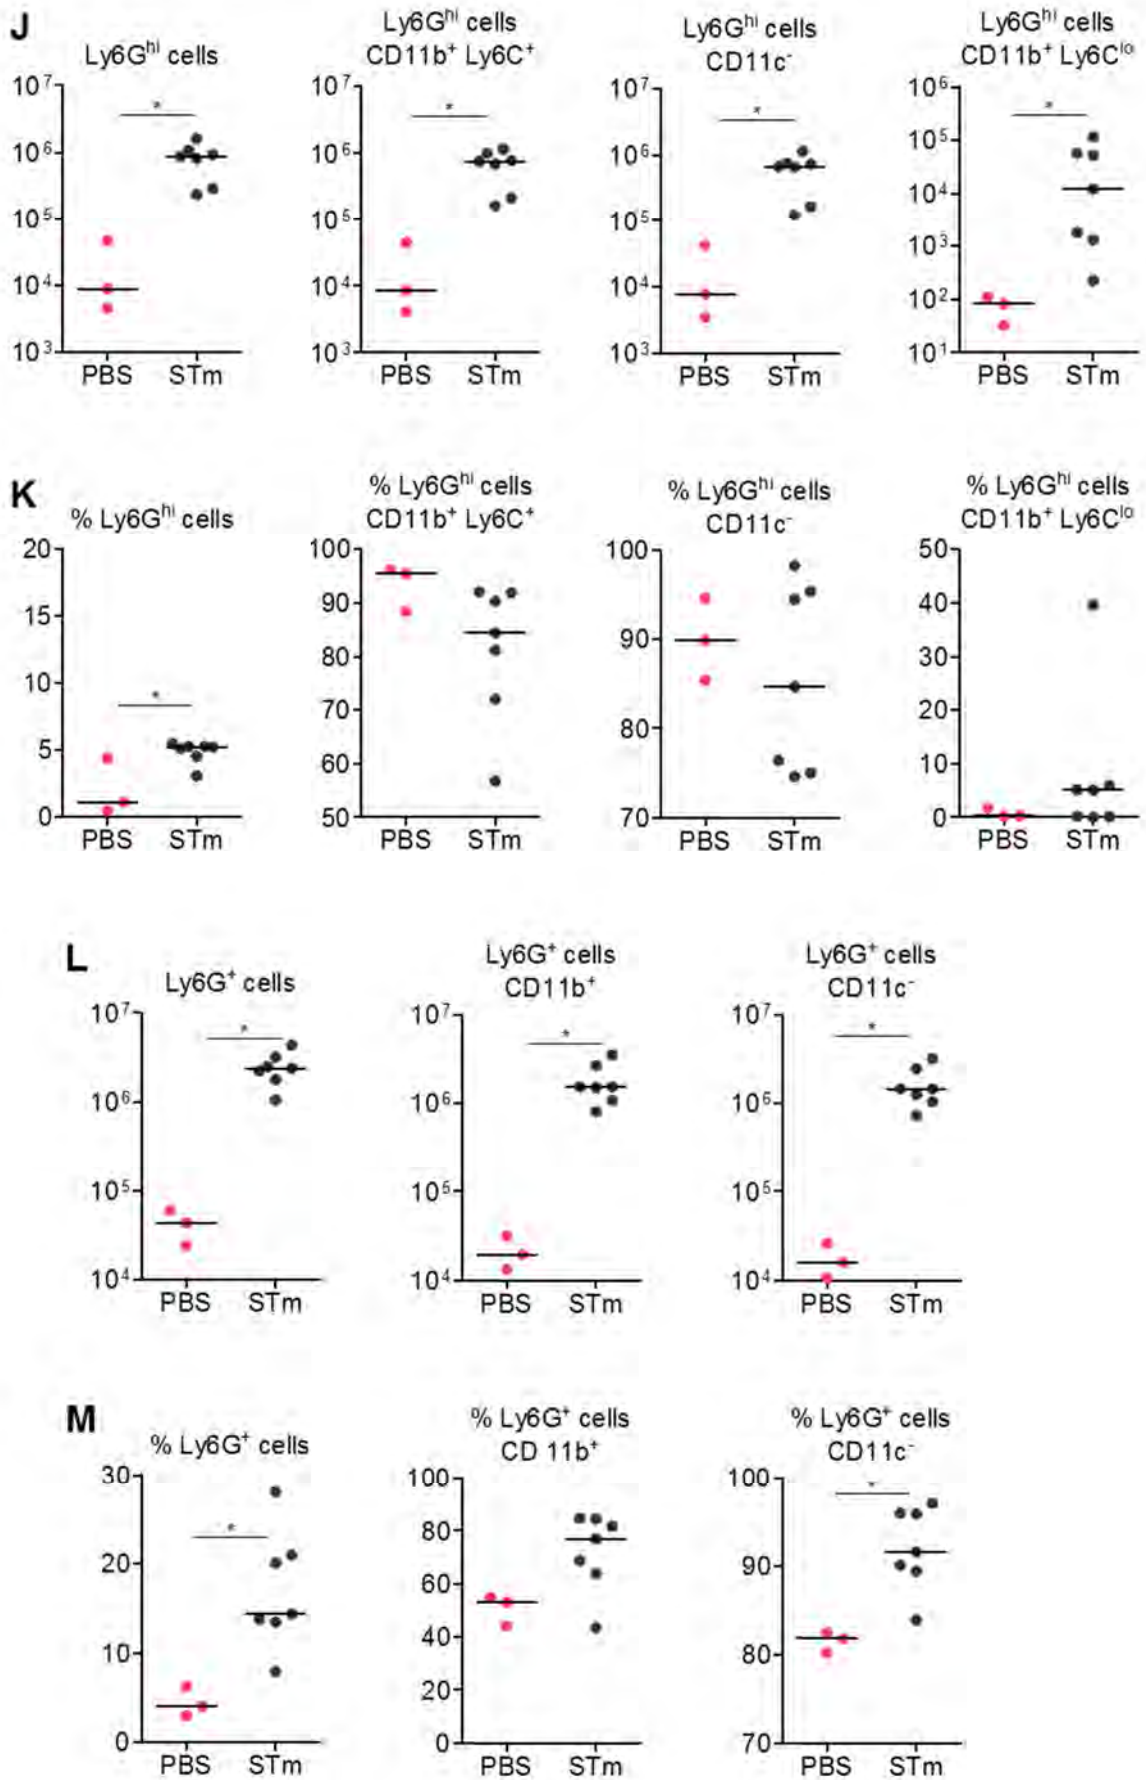 J
Ly6Gʰⁱ cells
Ly6Gʰⁱ cells
CD11b⁺ Ly6C⁺
Ly6Gʰⁱ cells
CD11c⁻
Ly6Gʰⁱ cells
CD11b⁺ Ly6Cˡᵒ
10⁷ 10⁷ 10⁷ 10⁶
* * * *
10⁶ 10⁶ 10⁶ 10⁵
10⁵ 10⁵ 10⁵ 10⁴
10³
10⁴ 10⁴ 10⁴ 10²
10³ 10³ 10³ 10¹
PBS STm PBS STm PBS STm PBS STm
K
% Ly6Gʰⁱ cells
% Ly6Gʰⁱ cells
CD11b⁺ Ly6C⁺
% Ly6Gʰⁱ cells
CD11c⁻
% Ly6Gʰⁱ cells
CD11b⁺ Ly6Cˡᵒ
20 100 100 50
15 90 40
90
10 80 30
*
70 80 20
5 60 10
0 50 70 0
PBS STm PBS STm PBS STm PBS STm
L
Ly6G⁺ cells
Ly6G⁺ cells
CD11b⁺
Ly6G⁺ cells
CD11c⁻
10⁷ 10⁷ 10⁷
* * *
10⁶ 10⁶ 10⁶
10⁵ 10⁵ 10⁵
10⁴ 10⁴ 10⁴
PBS STm PBS STm PBS STm
M
% Ly6G⁺ cells
% Ly6G⁺ cells
CD 11b⁺
% Ly6G⁺ cells
CD11c⁻
30 100 100
*
*
20 80 90
60
10 40 80
20
0 0 70
PBS STm PBS STm PBS STm